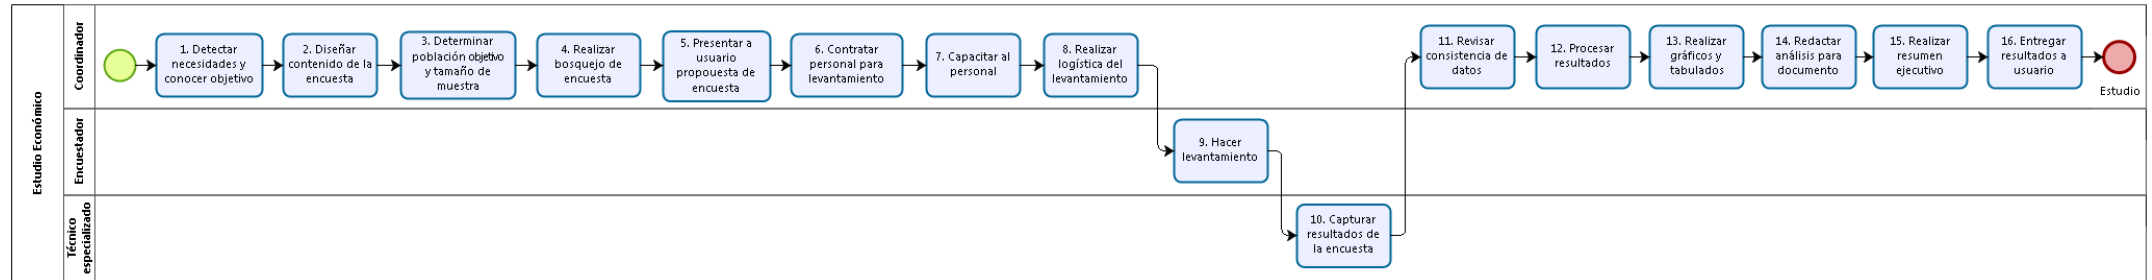 Estudio Económico
Coordinador
1. Detectar
necesidades y
conocer objetivo
2. Diseñar
contenido de la
encuesta
3. Determinar
población objetivo
y tamaño de
muestra
4. Realizar
bosquejo de
encuesta
5. Presentar a
usuario
propouesta de
encuesta
6. Contratar
personal para
levantamiento
7. Capacitar al
personal
8. Realizar
logística del
levantamiento
Encuestador
9. Hacer
levantamiento
Técnico
especializado
10. Capturar
resultados de
la encuesta
11. Revisar
consistencia de
datos
12. Procesar
resultados
13. Realizar
gráficos y
tabulados
14. Redactar
análisis para
documento
15. Realizar
resumen
ejecutivo
16. Entregar
resultados a
usuario
Estudio